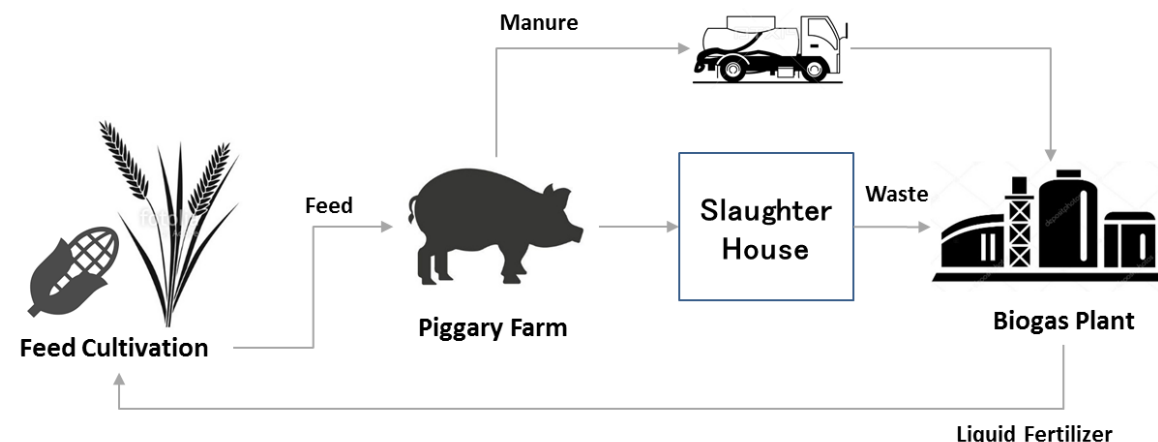 Manure
Feed
Slaughter
House
Waste
Piggary Farm
Biogas Plant
Feed Cultivation
Liquid Fertilizer